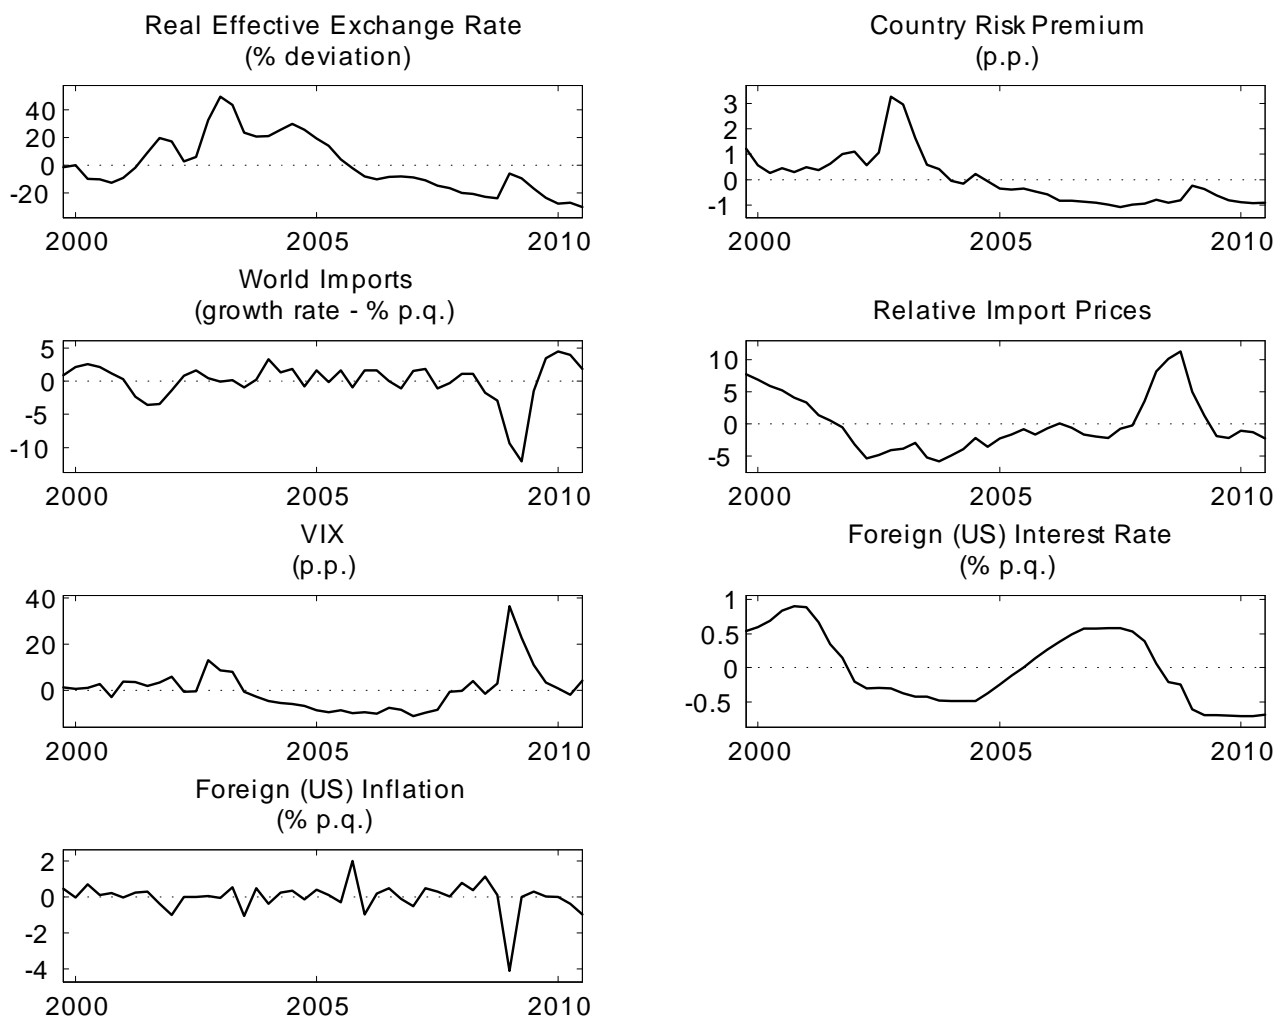 Real Effective Exchange Rate
(% deviation)
40
20
0
-20
2000 2005 2010
Country Risk Premium
(p.p.)
3
2
1
0
-1
2000 2005 2010
World Imports
(growth rate - % p.q.)
5
0
-5
-10
2000 2005 2010
Relative Import Prices
10
5
0
-5
2000 2005 2010
VIX
(p.p.)
40
20
0
2000 2005 2010
Foreign (US) Interest Rate
(% p.q.)
1
0.5
0
-0.5
2000 2005 2010
Foreign (US) Inflation
(% p.q.)
2
0
-2
-4
2000 2005 2010